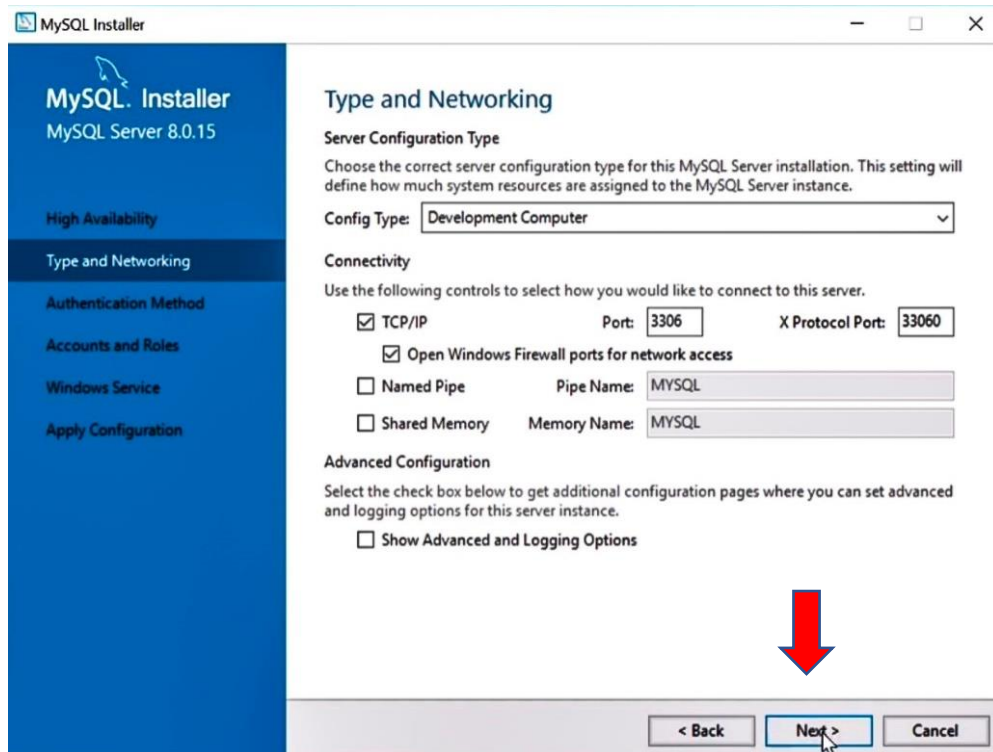 MySQL Installer
MySQL. Installer
MySQL Server 8.0.15
High Availability
Type and Networking
Authentication Method
Accounts and Roles
Windows Service
Apply Configuration
Type and Networking
Server Configuration Type
Choose the correct server configuration type for this MySQL Server installation. This setting will
define how much system resources are assigned to the MySQL Server instance.
Config Type: Development Computer
Connectivity
Use the following controls to select how you would like to connect to this server.
TCP/IP Port: 3306 X Protocol Port: 33060
Open Windows Firewall ports for network access
Named Pipe Pipe Name: MYSQL
Shared Memory Memory Name: MYSQL
Advanced Configuration
Select the check box below to get additional configuration pages where you can set advanced
and logging options for this server instance.
Show Advanced and Logging Options
< Back Next > Cancel